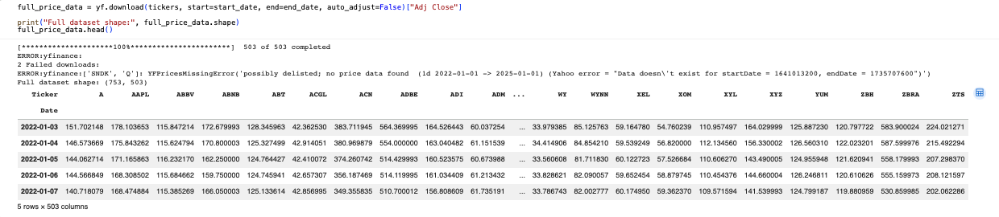 full_price_data = yf.download(tickers, start=start_date, end=end_date, auto_adjust=False)["Adj Close"]
print("Full dataset shape:", full_price_data.shape)
full_price_data.head()
[*********************100%***********************]  503 of 503 completed
ERROR:yfinance:
2 Failed downloads:
ERROR:yfinance:['SNDK', 'Q']: YFPricesMissingError('possibly delisted; no price data found  (1d 2022-01-01 -> 2025-01-01) (Yahoo error = "Data doesn\'t exist for startDate = 1641013200, endDate = 1735707600")')
Full dataset shape: (753, 503)
Ticker A AAPL ABBV ABNB ABT ACGL ACN ADBE ADI ADM ... WY WYNN XEL XOM XYL XYZ YUM ZBH ZBRA ZTS
Date
2022-01-03 151.702148 178.103653 115.847214 172.679993 128.345963 42.362530 383.711945 564.369995 164.526443 60.037254 ... 33.979385 85.125763 59.164780 54.760239 110.957497 164.029999 125.887230 120.797722 583.900024 224.021271
2022-01-04 146.573669 175.843262 115.624794 170.800003 125.327499 42.914051 380.969879 554.000000 163.040482 61.151539 ... 34.414906 84.854210 59.539249 56.820000 112.134560 156.330002 126.560310 122.023201 587.599976 215.492294
2022-01-05 144.062714 171.165863 116.232170 162.250000 124.764427 42.410072 374.260742 514.429993 160.523575 60.673988 ... 33.560608 81.711830 60.122723 57.526684 110.606270 143.490005 124.955948 121.620941 558.179993 207.298370
2022-01-06 144.566849 168.308502 115.684662 159.750000 124.745941 42.657307 356.187469 514.119995 161.034409 61.213432 ... 33.828621 82.090057 59.652454 58.879745 110.454376 144.660004 126.246811 120.610626 555.159973 208.121597
2022-01-07 140.718079 168.474884 115.385269 166.050003 125.133614 42.856995 349.355835 510.700012 156.808609 61.735191 ... 33.786743 82.002777 60.174950 59.362370 109.571594 141.539993 124.799187 119.880959 530.859985 202.062286
5 rows × 503 columns